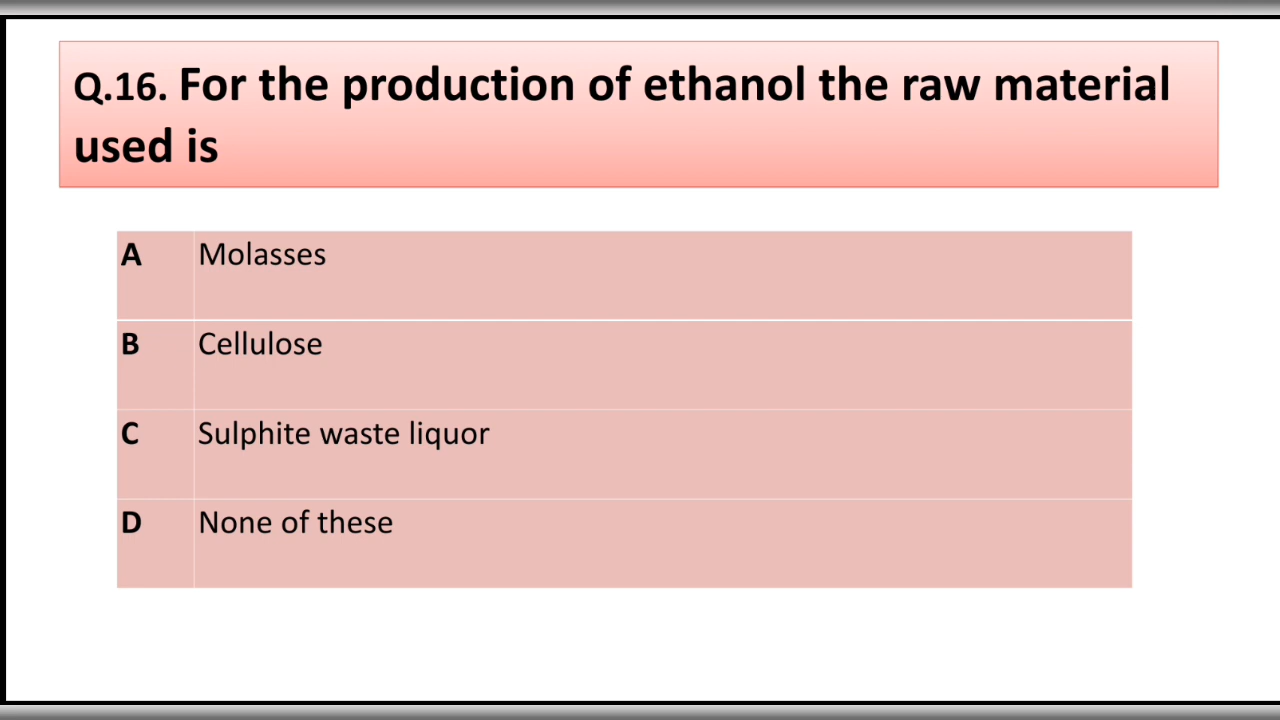 Q.16. For the production of ethanol the raw material
used is
A Molasses
B Cellulose
C Sulphite waste liquor
D None of these